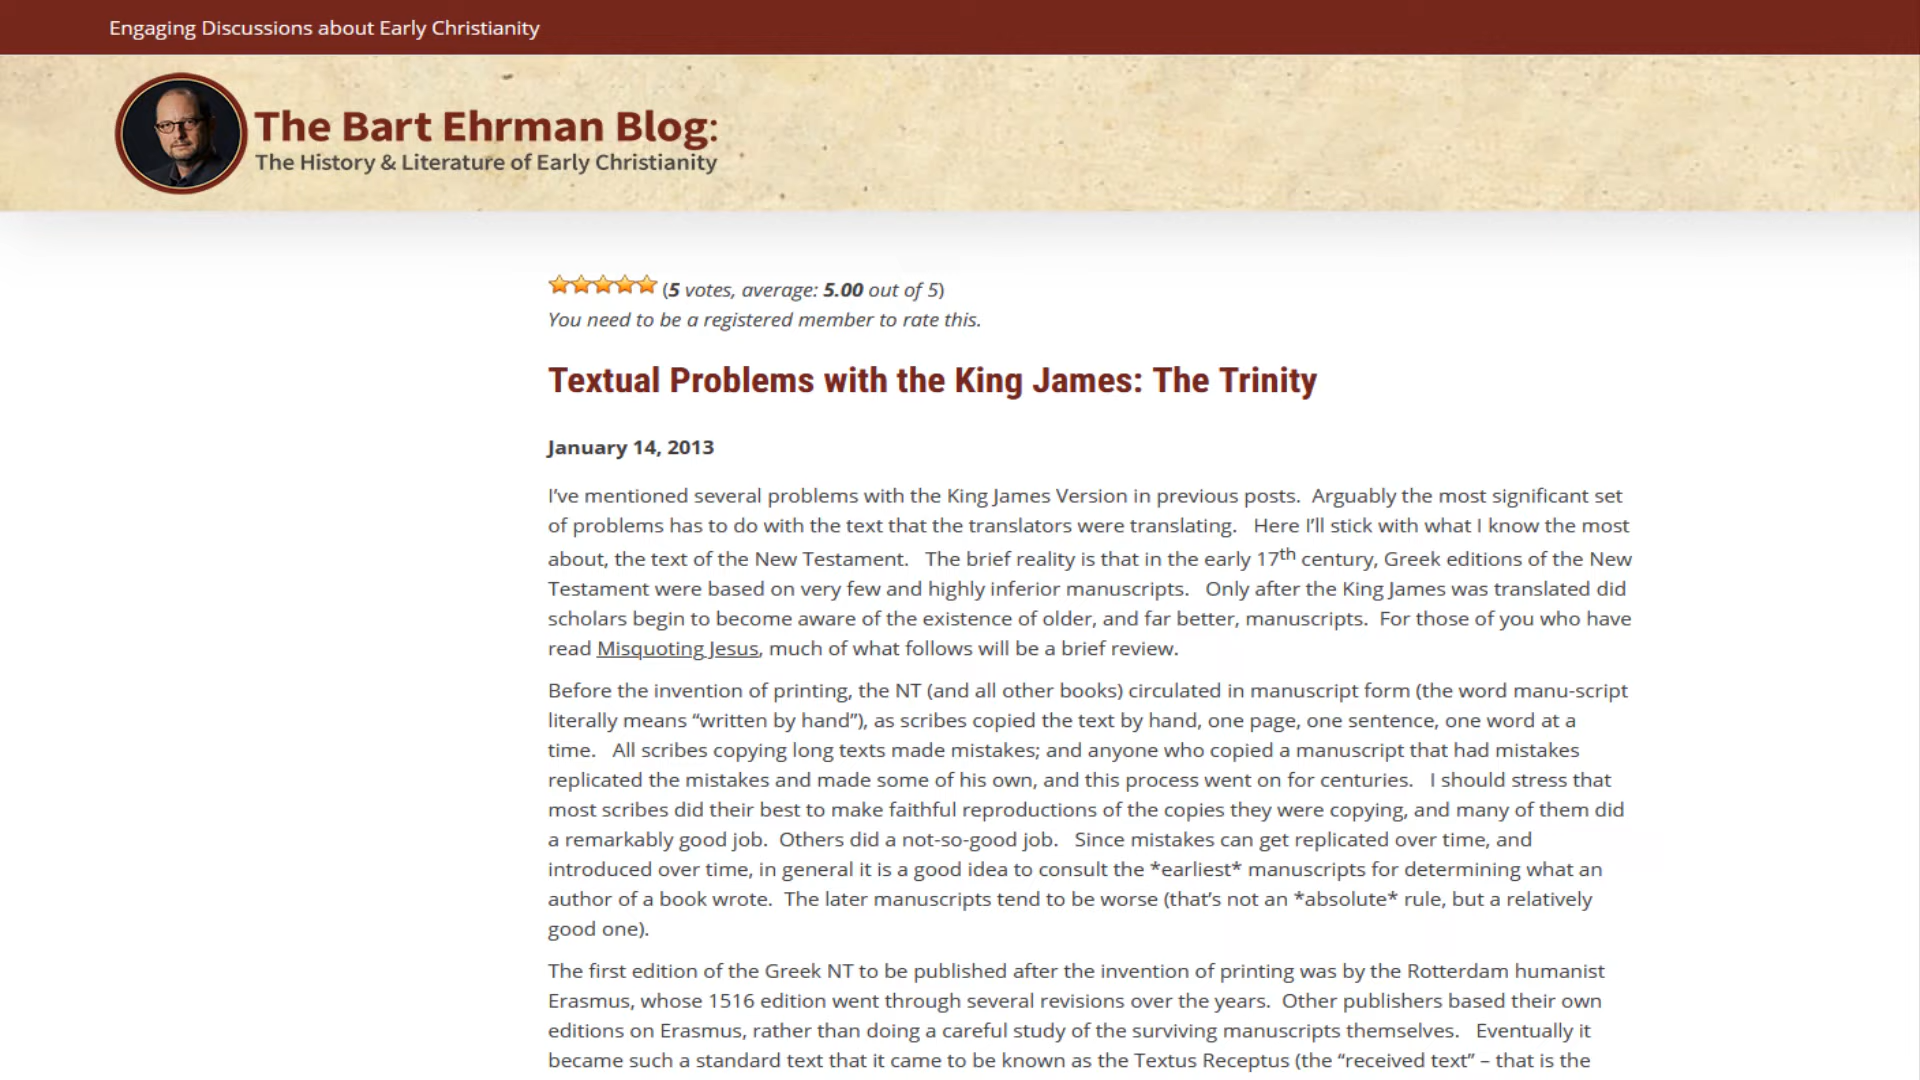 Engaging Discussions about Early Christianity
The Bart Ehrman Blog:
The History & Literature of Early Christianity
(5 votes, average: 5.00 out of 5)
You need to be a registered member to rate this.
Textual Problems with the King James: The Trinity
January 14, 2013
I’ve mentioned several problems with the King James Version in previous posts.  Arguably the most significant set
of problems has to do with the text that the translators were translating.   Here I’ll stick with what I know the most
about, the text of the New Testament.   The brief reality is that in the early 17th century, Greek editions of the New
Testament were based on very few and highly inferior manuscripts.   Only after the King James was translated did
scholars begin to become aware of the existence of older, and far better, manuscripts.  For those of you who have
read Misquoting Jesus, much of what follows will be a brief review.
Before the invention of printing, the NT (and all other books) circulated in manuscript form (the word manu-script
literally means “written by hand”), as scribes copied the text by hand, one page, one sentence, one word at a
time.   All scribes copying long texts made mistakes; and anyone who copied a manuscript that had mistakes
replicated the mistakes and made some of his own, and this process went on for centuries.   I should stress that
most scribes did their best to make faithful reproductions of the copies they were copying, and many of them did
a remarkably good job.  Others did a not-so-good job.   Since mistakes can get replicated over time, and
introduced over time, in general it is a good idea to consult the *earliest* manuscripts for determining what an
author of a book wrote.  The later manuscripts tend to be worse (that’s not an *absolute* rule, but a relatively
good one).
The first edition of the Greek NT to be published after the invention of printing was by the Rotterdam humanist
Erasmus, whose 1516 edition went through several revisions over the years.  Other publishers based their own
editions on Erasmus, rather than doing a careful study of the surviving manuscripts themselves.   Eventually it
became such a standard text that it came to be known as the Textus Receptus (the “received text” – that is the